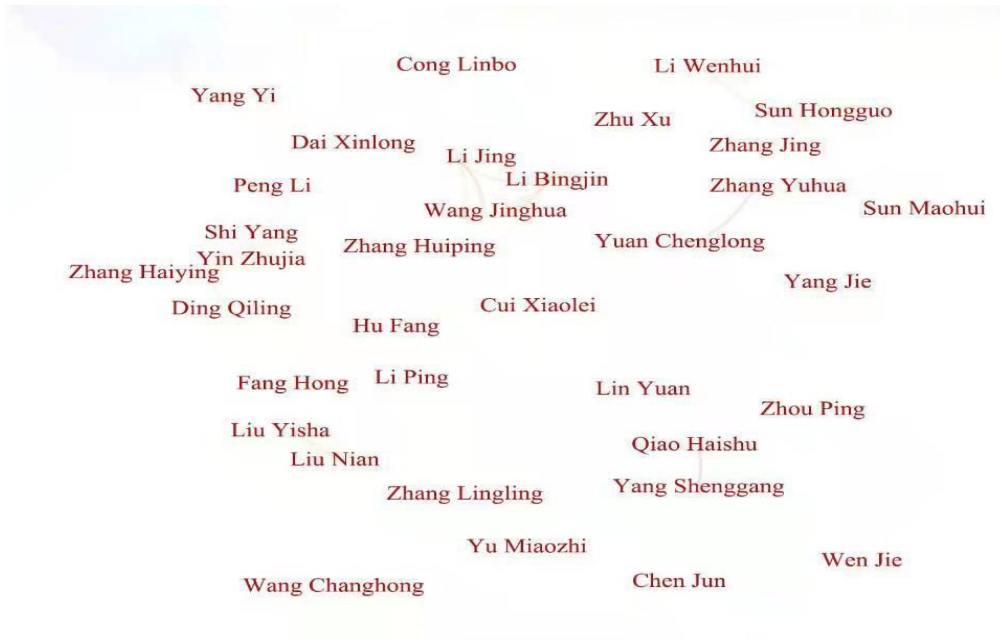 Cong Linbo
Li Wenhui
Yang Yi
Sun Hongguo
Zhu Xu
Dai Xinlong
Zhang Jing
Li Jing
Li Bingjin
Peng Li
Zhang Yuhua
Sun Maohui
Wang Jinghua
Shi Yang
Yuan Chenglong
Zhang Huiping
Yin Zhujia
Zhang Haiying
Yang Jie
Cui Xiaolei
Ding Qiling
Hu Fang
Li Ping
Fang Hong
Lin Yuan
Zhou Ping
Liu Yisha
Qiao Haishu
Liu Nian
Yang Shenggang
Zhang Lingling
Yu Miaozhi
Wen Jie
Chen Jun
Wang Changhong